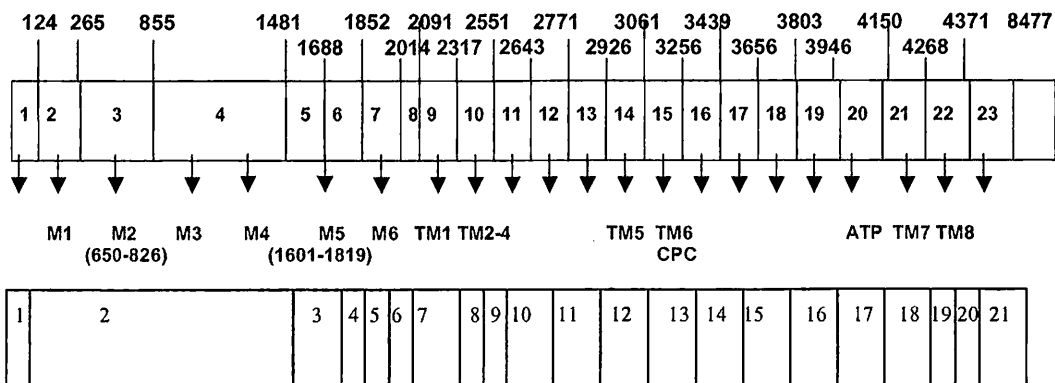 124 265 855 1481 1852 2091 2551 2771 3061 3439 3803 4150 4371 8477
1688 2014 2317 2643 2926 3256 3656 3946 4268
1 2 3 4 5 6 7 8 9 10 11 12 13 14 15 16 17 18 19 20 21 22 23
M1 M2 M3 M4 M5 M6 TM1 TM2-4 TM5 TM6 ATP TM7 TM8
(650-826) (1601-1819) CPC
1 2 3 4 5 6 7 8 9 10 11 12 13 14 15 16 17 18 19 20 21